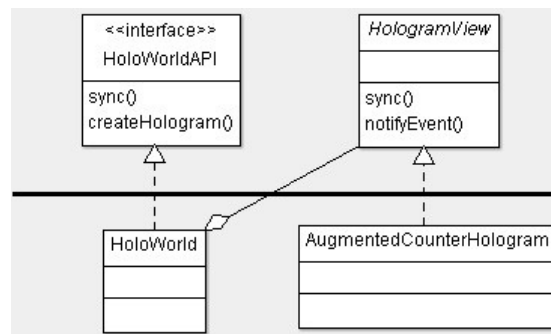 <<interface>>
HoloWorldAPI
sync()
createHologram()
HologramView
sync()
notifyEvent()
HoloWorld
AugmentedCounterHologram